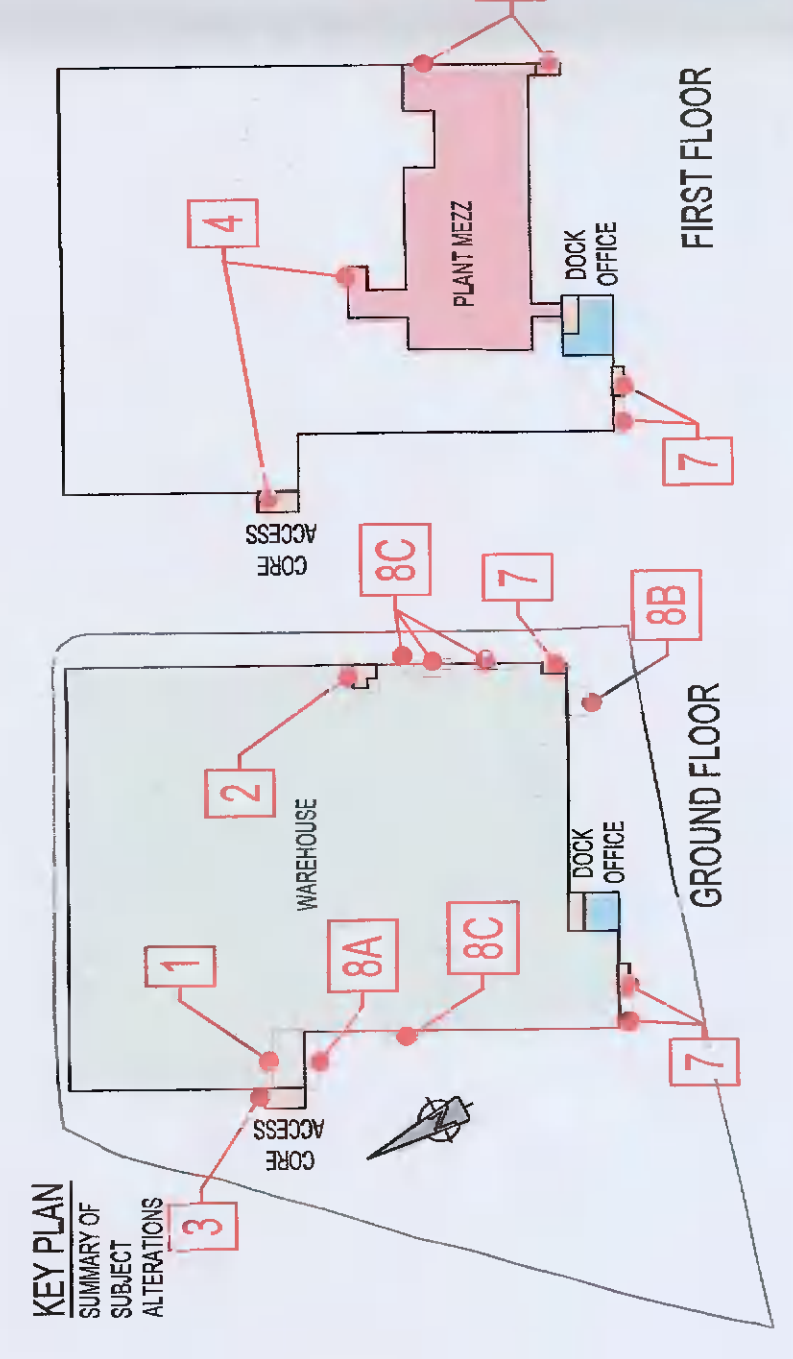 KEY PLAN
SUMMARY OF
SUBJECT
ALTERATIONS
3
1
2
WAREHOUSE
8A
8C
8C
7
8B
ACCESS
CORE
DOCK
OFFICE
7
GROUND FLOOR
4
ACCESS
CORE
PLANT MEZZ
DOCK
OFFICE
7
FIRST FLOOR